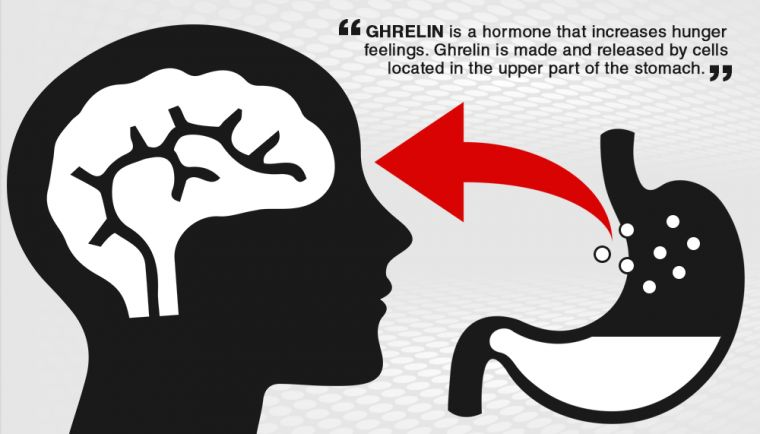 ❝ GHRELIN is a hormone that increases hunger
feelings. Ghrelin is made and released by cells
located in the upper part of the stomach. ❞